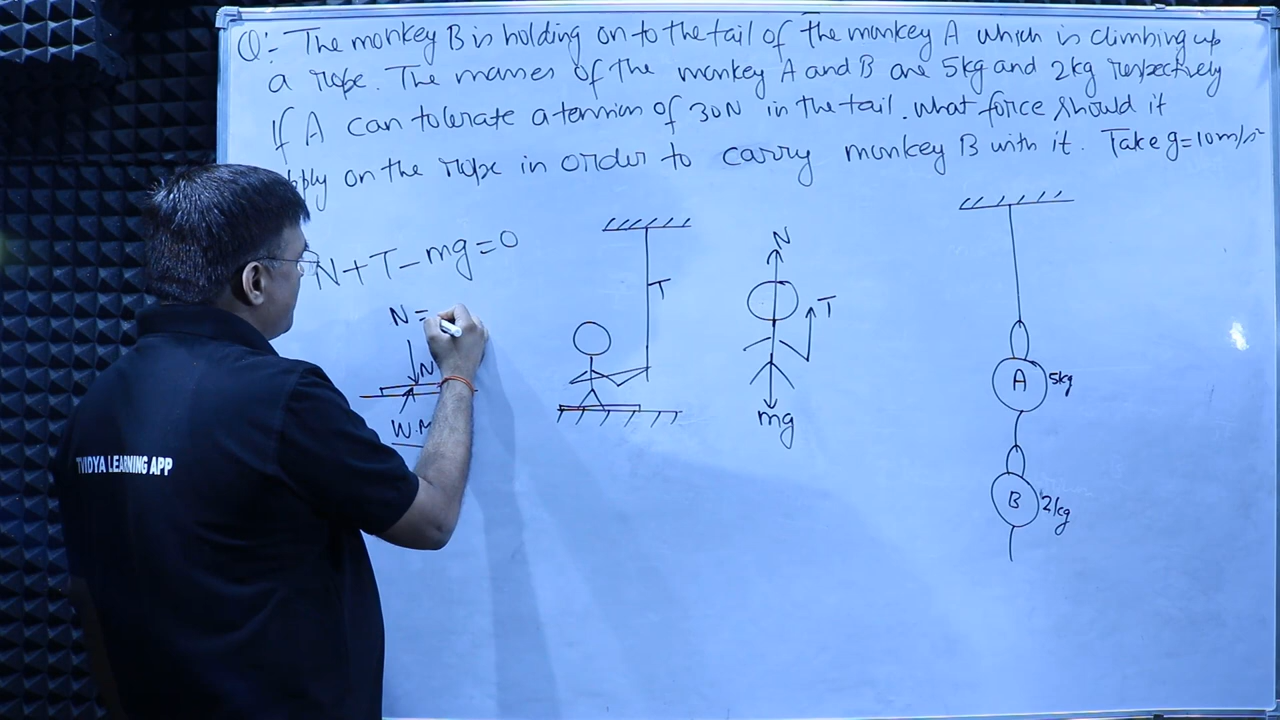 Q:- The monkey B is holding on to the tail of the monkey A which is climbing up
a rope. The masses of the monkey A and B are 5kg and 2kg respectively
If A can tolerate a tension of 30N in the tail. what force should it
pply on the rope in order to carry monkey B with it. Take g=10m/s²
N+T-mg=0
N=
N
W.M
T
N
T
mg
A 5kg
B 2kg
TVIDYA LEARNING APP